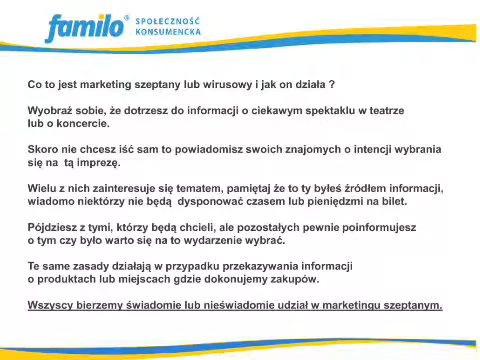 familo® SPOŁECZNOŚĆ
KONSUMENCKA
Co to jest marketing szeptany lub wirusowy i jak on działa ?
Wyobraź sobie, że dotrzesz do informacji o ciekawym spektaklu w teatrze
lub o koncercie.
Skoro nie chcesz iść sam to powiadomisz swoich znajomych o intencji wybrania
się na tą imprezę.
Wielu z nich zainteresuje się tematem, pamiętaj że to ty byłeś źródłem informacji,
wiadomo niektórzy nie będą dysponować czasem lub pieniędzmi na bilet.
Pójdziesz z tymi, którzy będą chcieli, ale pozostałych pewnie poinformujesz
o tym czy było warto się na to wydarzenie wybrać.
Te same zasady działają w przypadku przekazywania informacji
o produktach lub miejscach gdzie dokonujemy zakupów.
Wszyscy bierzemy świadomie lub nieświadomie udział w marketingu szeptanym.